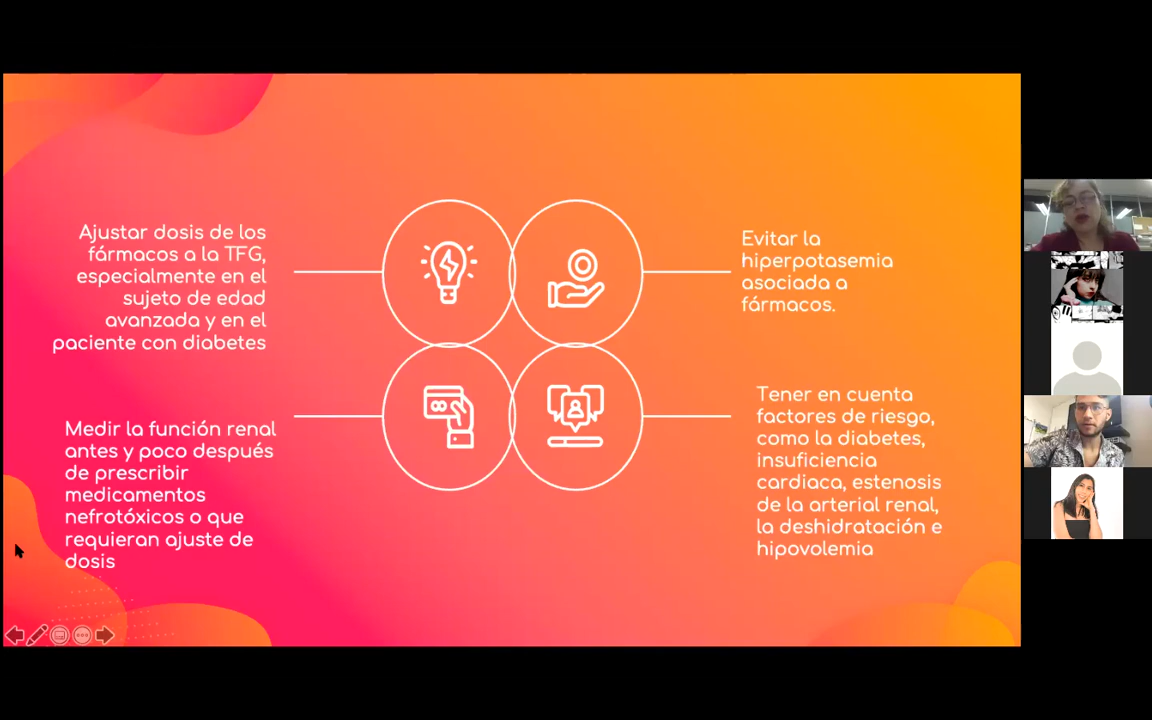 Ajustar dosis de los
fármacos a la TFG,
especialmente en el
sujeto de edad
avanzada y en el
paciente con diabetes
Evitar la
hiperpotasemia
asociada a
fármacos.
Medir la función renal
antes y poco después
de prescribir
medicamentos
nefrotóxicos o que
requieran ajuste de
dosis
Tener en cuenta
factores de riesgo,
como la diabetes,
insuficiencia
cardiaca, estenosis
de la arterial renal,
la deshidratación e
hipovolemia